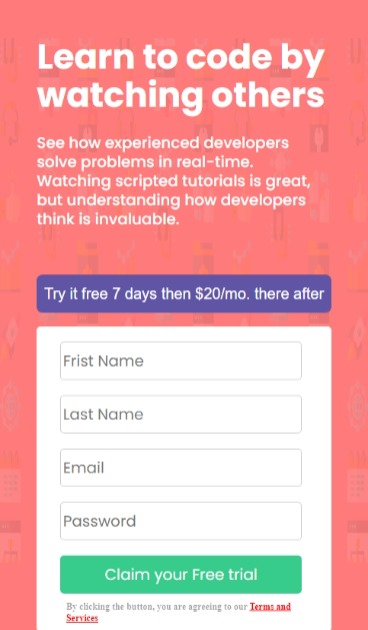 Learn to code by
watching others
See how experienced developers
solve problems in real-time.
Watching scripted tutorials is great,
but understanding how developers
think is invaluable.
Try it free 7 days then $20/mo. there after
Frist Name
Last Name
Email
Password
Claim your Free trial
By clicking the button, you are agreeing to our Terms and
Services